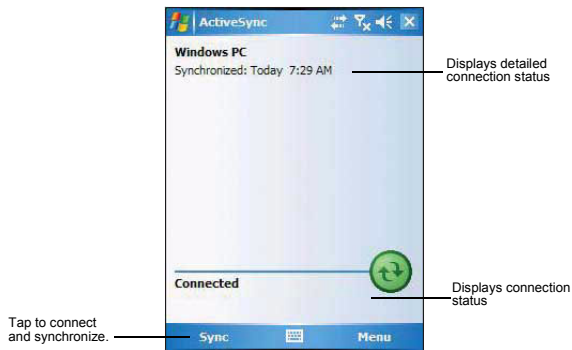 ActiveSync
Windows PC
Synchronized: Today 7:29 AM
Displays detailed
connection status
Connected
Displays connection
status
Tap to connect
and synchronize.
Sync
Menu